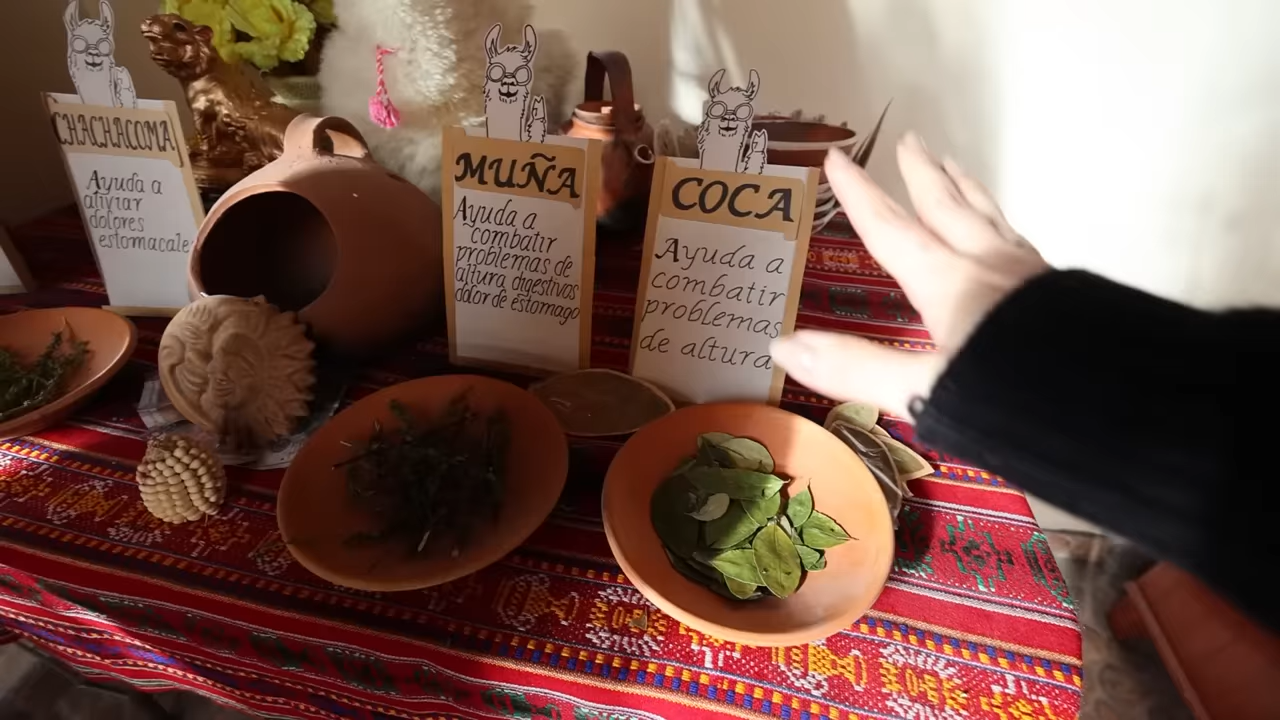 CHACHACOMA
Ayuda a
aliviar
dolores
estomacale
MUÑA
Ayuda a
combatir
problemas de
altura, digestivos
dolor de estomago
COCA
Ayuda a
combatir
problemas
de altura